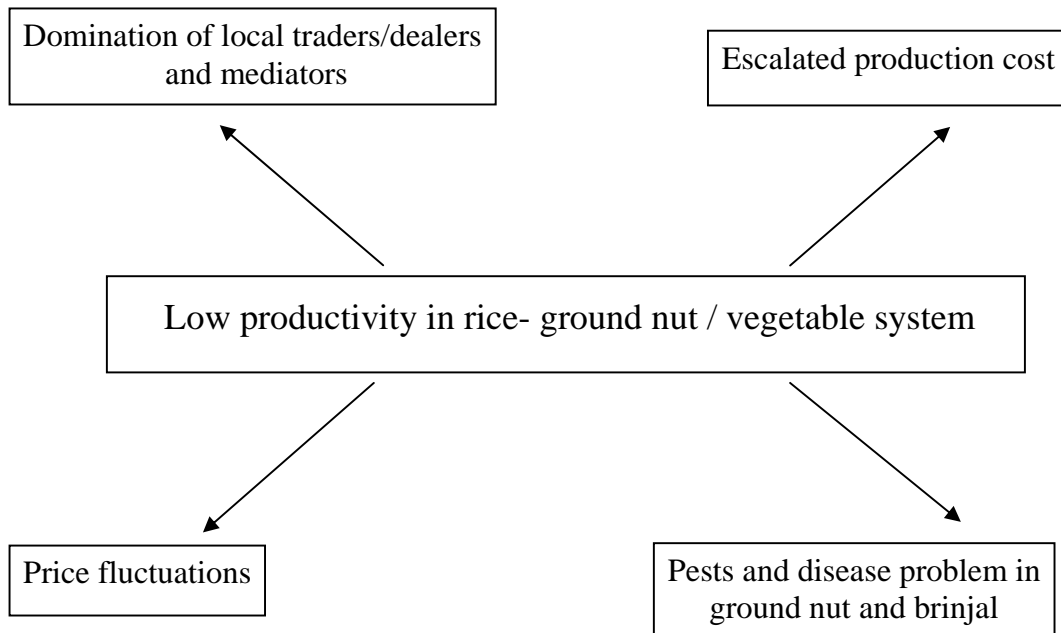 Domination of local traders/dealers
and mediators
Escalated production cost
Low productivity in rice- ground nut / vegetable system
Price fluctuations
Pests and disease problem in
ground nut and brinjal